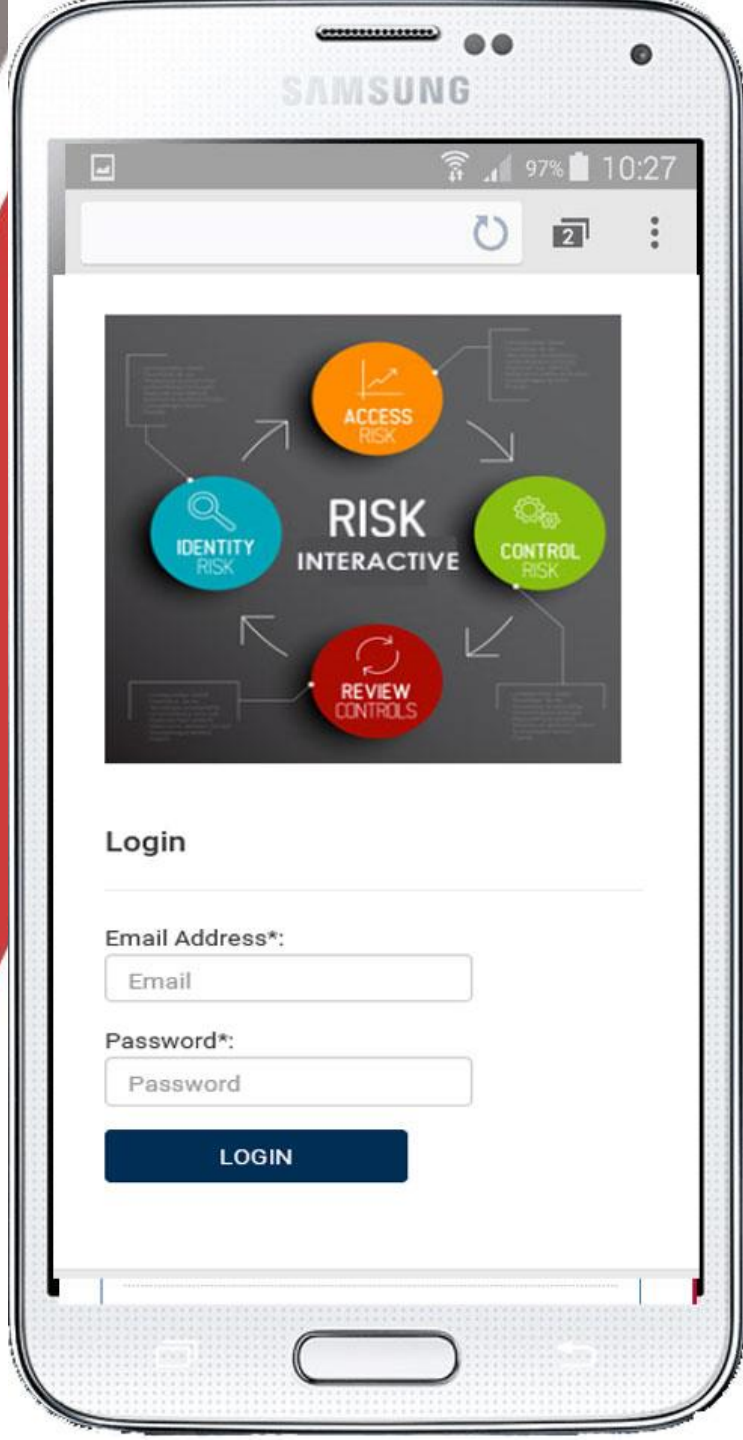 SAMSUNG
97% 10:27
2
ACCESS
RISK
IDENTITY
RISK
RISK
INTERACTIVE
CONTROL
RISK
REVIEW
CONTROLS
Login
Email Address*:
Email
Password*:
Password
LOGIN